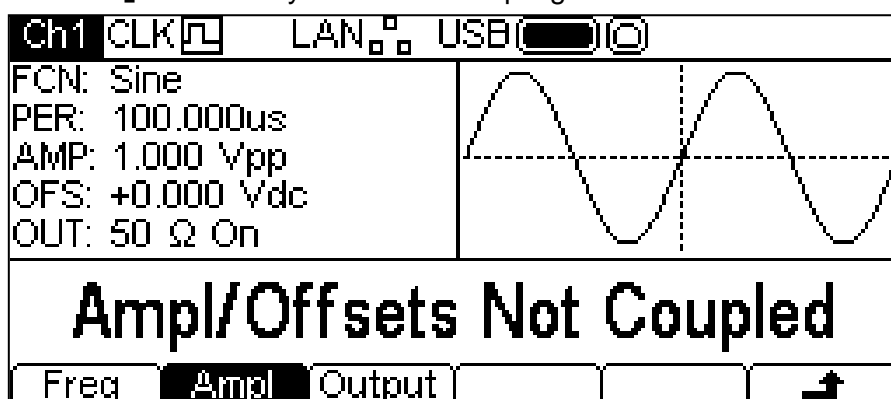 Ch1 CLK LAN USB
FCN: Sine
PER: 100.000us
AMP: 1.000 Vpp
OFS: +0.000 Vdc
OUT: 50 Ω On
Ampl/Offsets Not Coupled
Freq Ampl Output